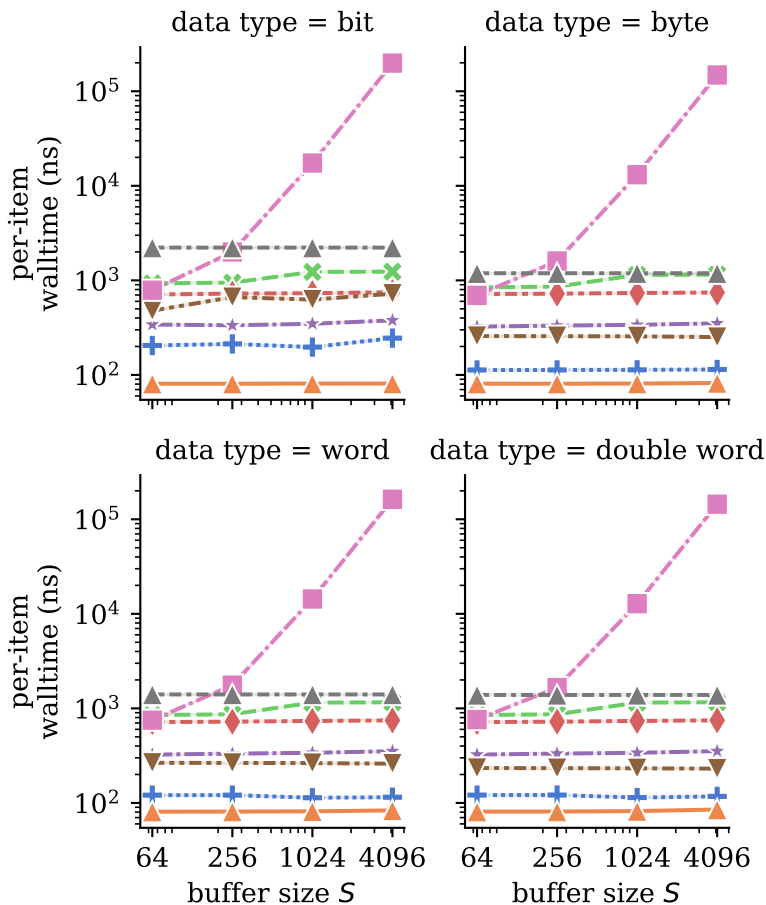 data type = bit
data type = byte
per-item
walltime (ns)
10^5
10^4
10^3
10^2
data type = word
data type = double word
per-item
walltime (ns)
10^5
10^4
10^3
10^2
64 256 1024 4096
64 256 1024 4096
buffer size S
buffer size S